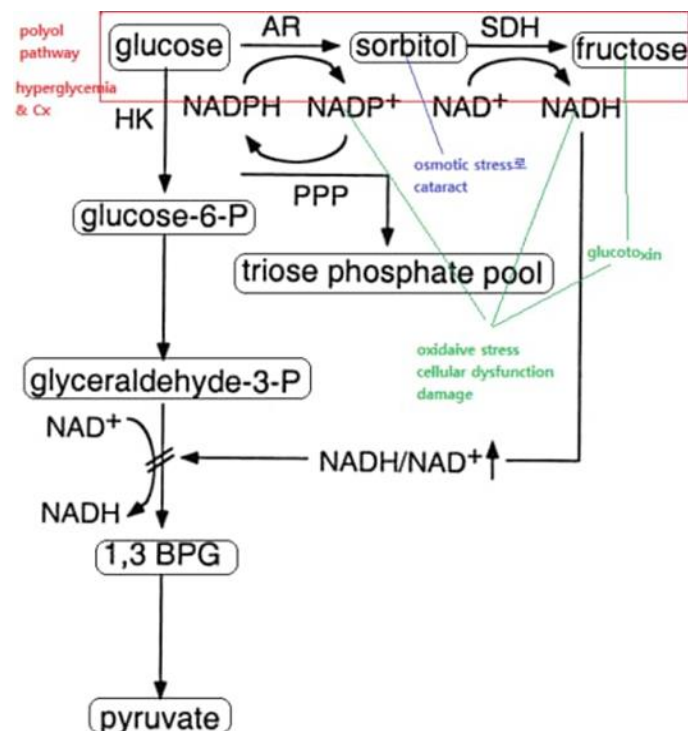 polyol
pathway
hyperglycemia
& Cx
glucose
AR
sorbitol
SDH
fructose
HK
NADPH
NADP+
NAD+
NADH
osmotic stress로
cataract
PPP
glucose-6-P
triose phosphate pool
glucotoxin
oxidaive stress
cellular dysfunction
damage
glyceraldehyde-3-P
NAD+
NADH/NAD+
NADH
1,3 BPG
pyruvate